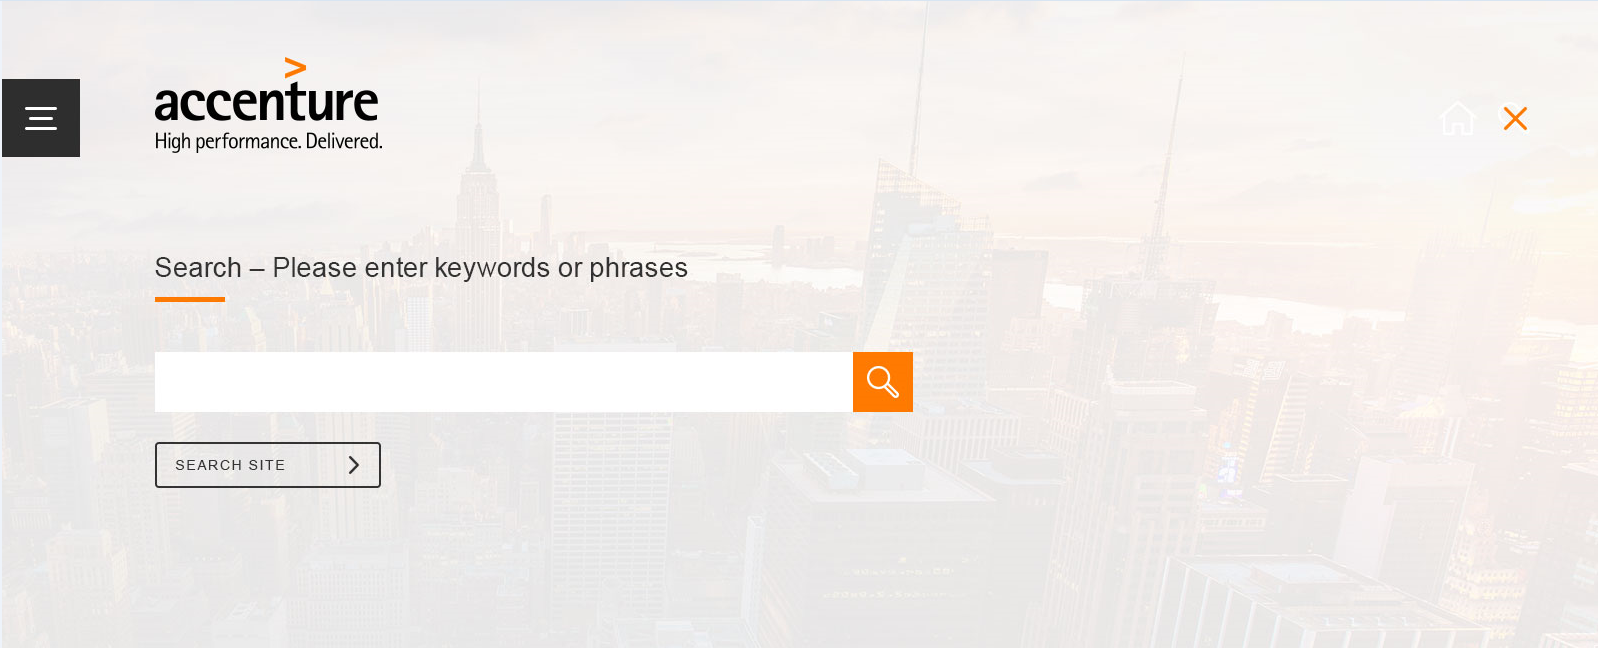 accenture
High performance. Delivered.
Search – Please enter keywords or phrases
SEARCH SITE